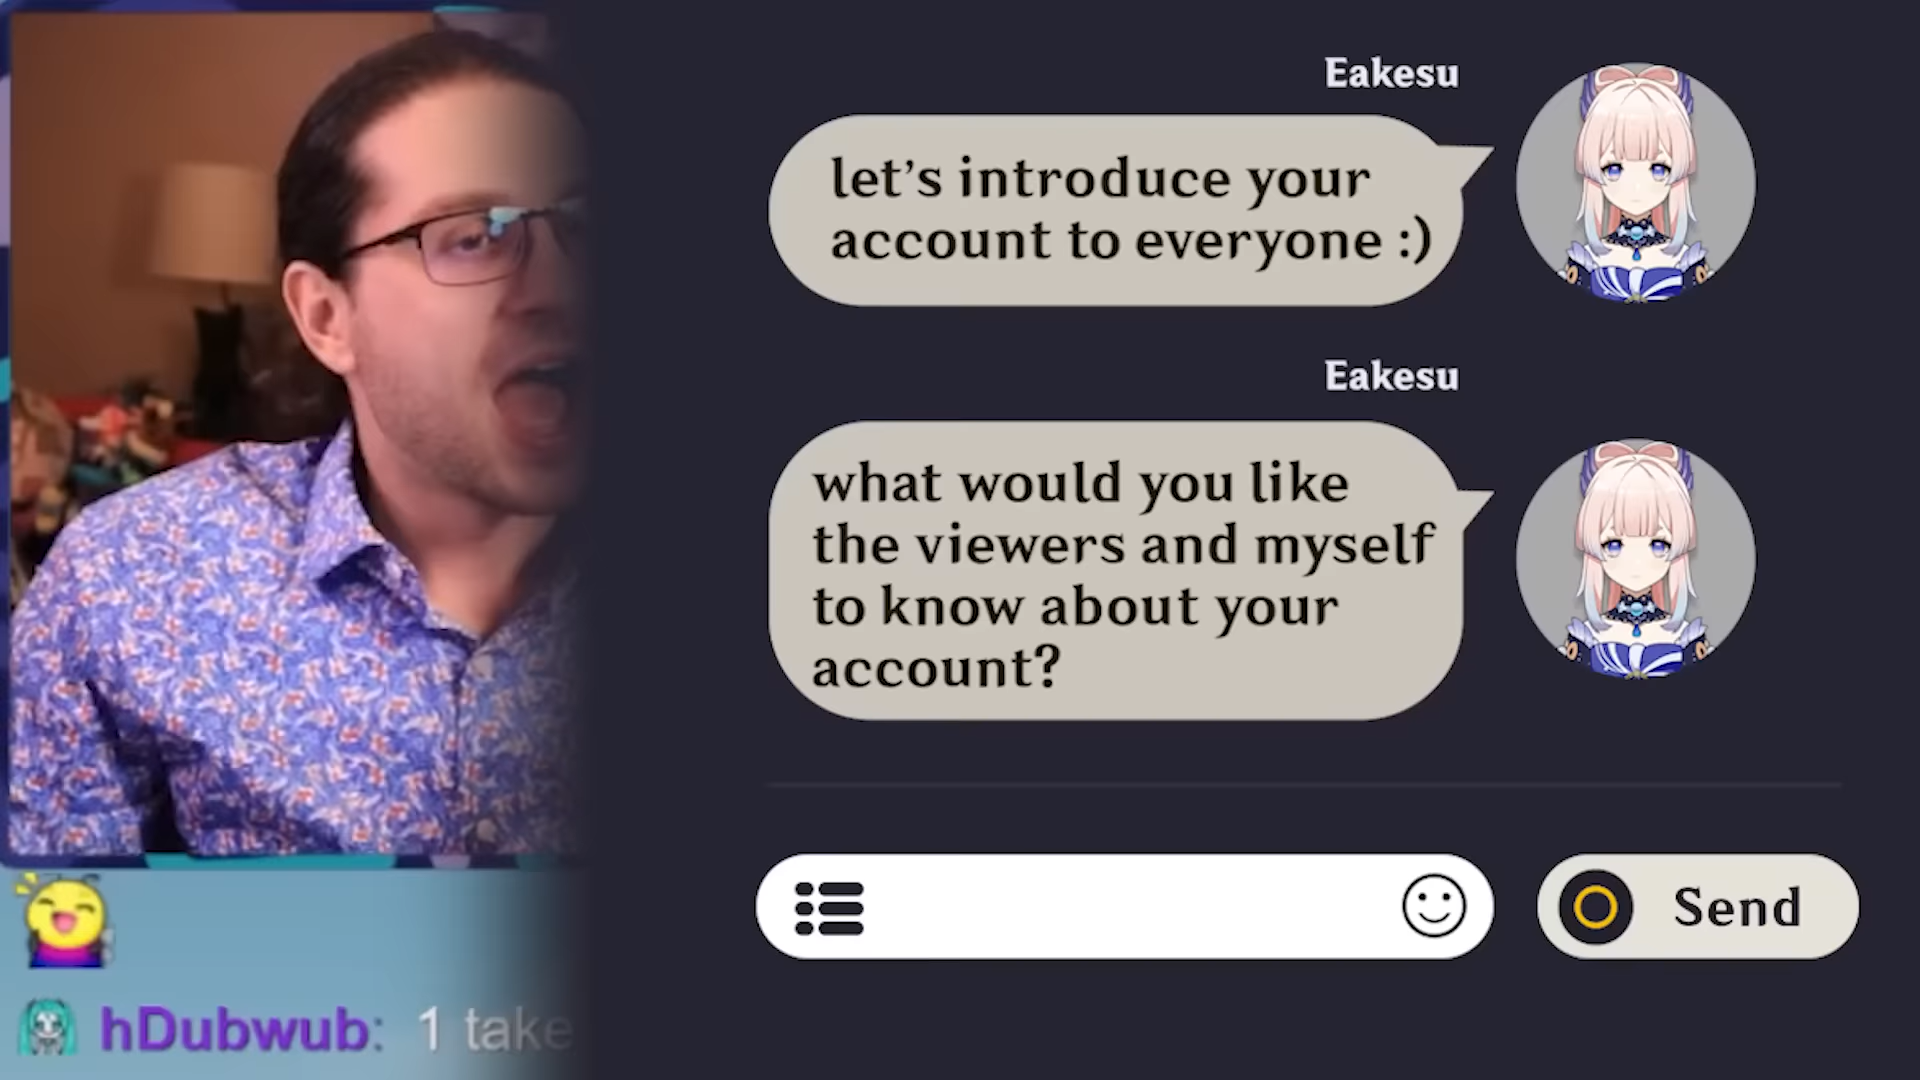 Eakesu
let's introduce your
account to everyone :)
Eakesu
what would you like
the viewers and myself
to know about your
account?
Send
hDubwub: 1 take